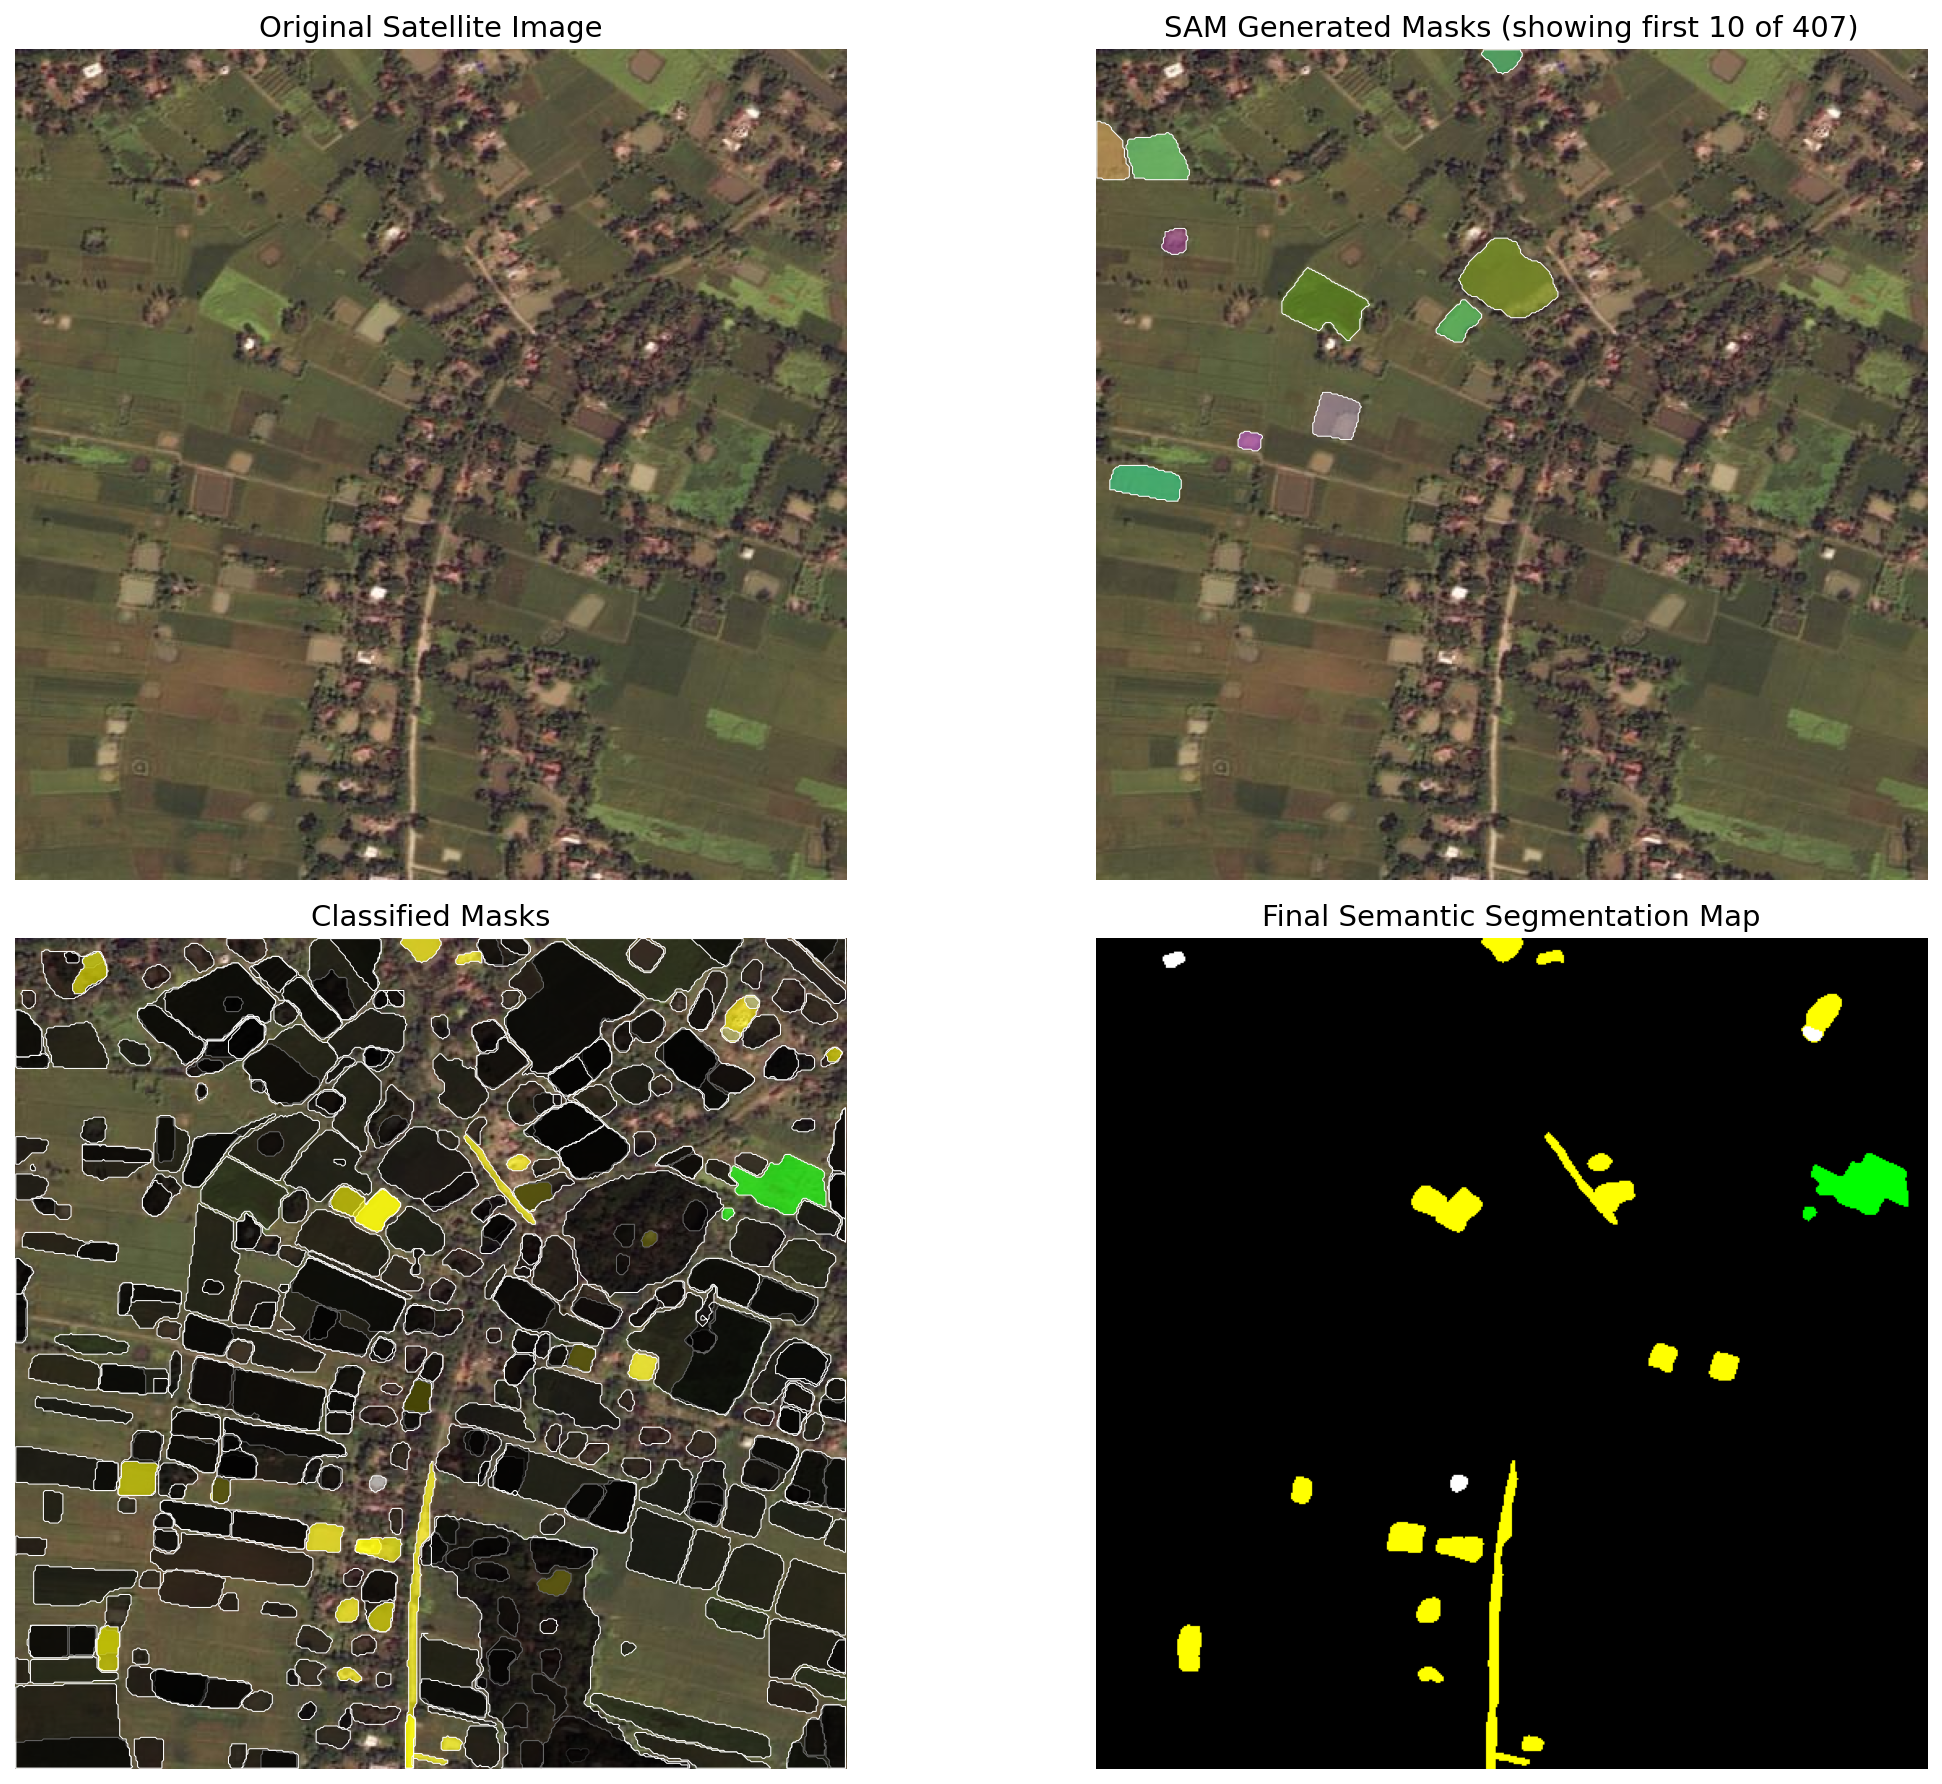 Original Satellite Image
SAM Generated Masks (showing first 10 of 407)
Classified Masks
Final Semantic Segmentation Map